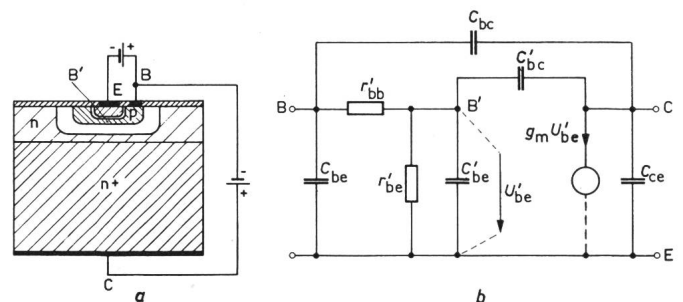 - +
B'
E
B
n
p
n+
-
+
C
a
C_bc
C'_bc
B
r'_bb
B'
C
g_m U'_be
C_be
r'_be
C'_be
U'_be
C_ce
E
b